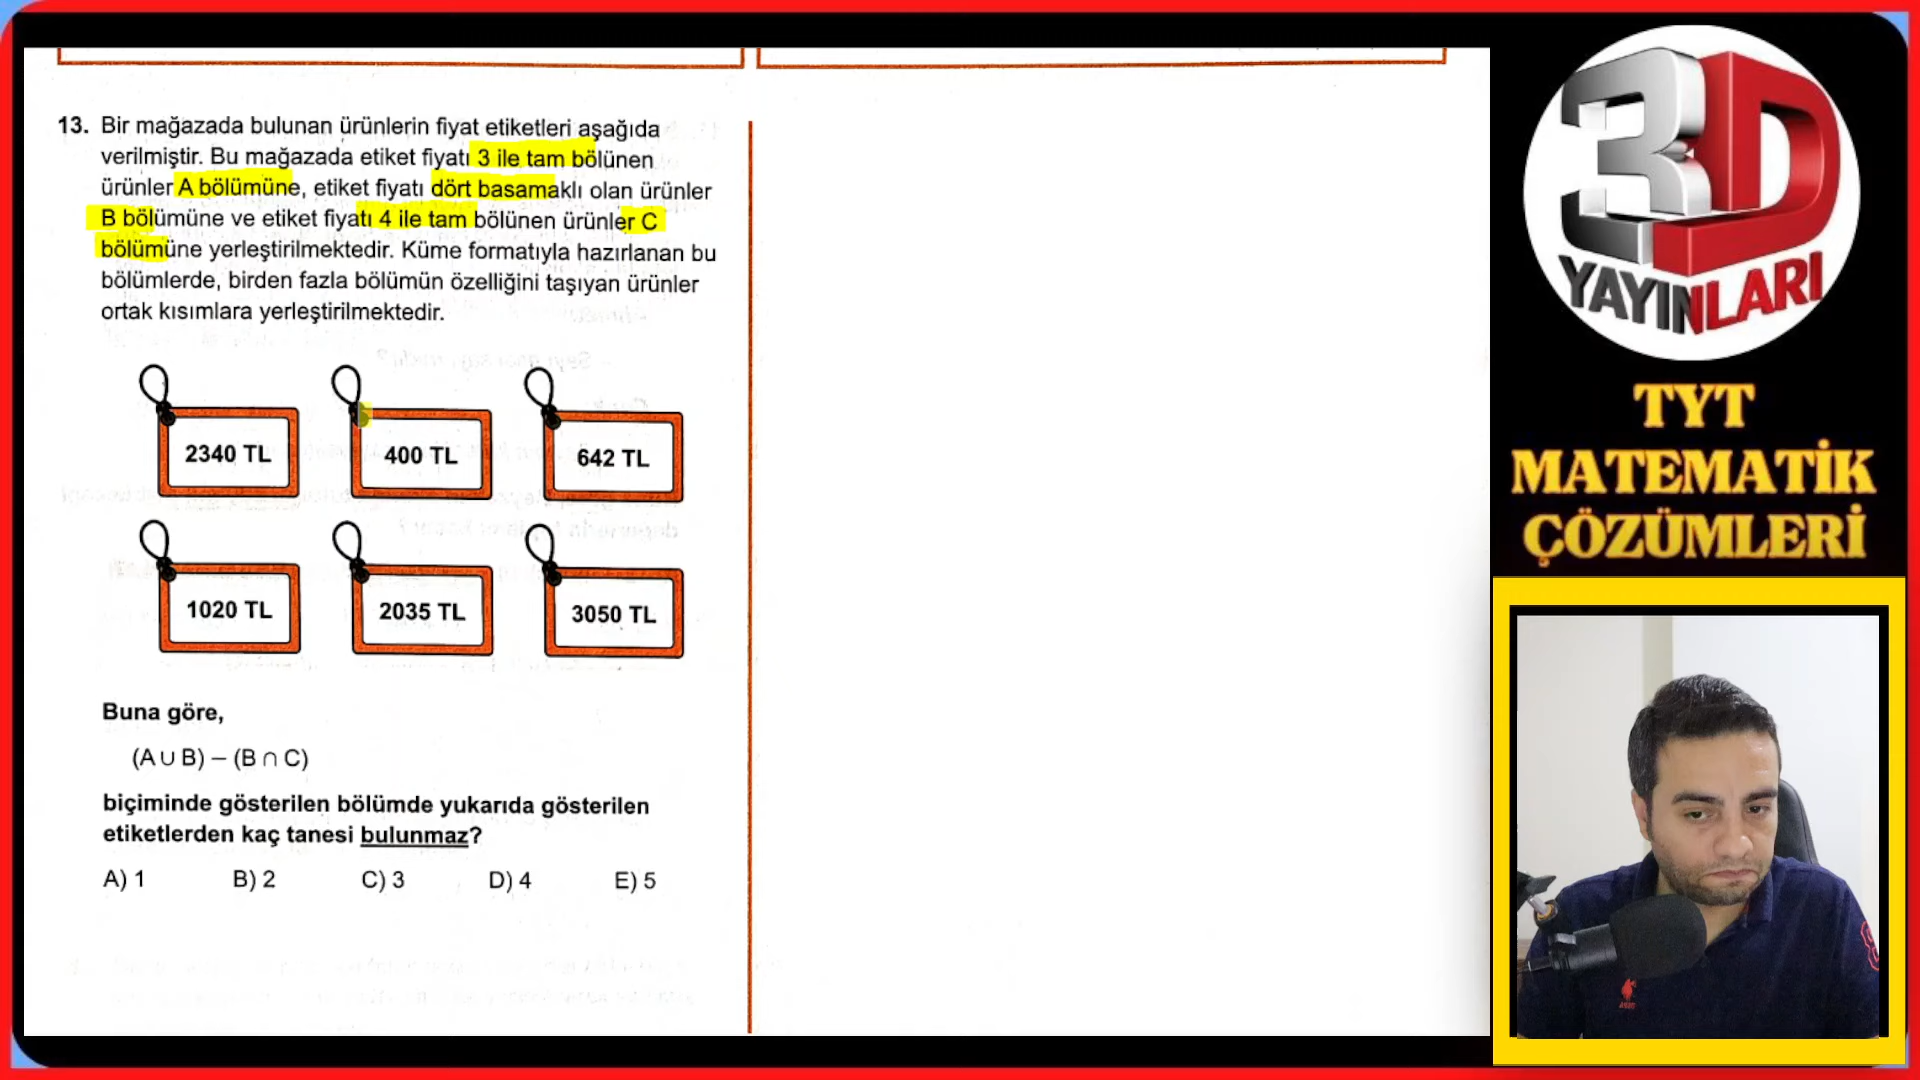 13. Bir mağazada bulunan ürünlerin fiyat etiketleri aşağıda
verilmiştir. Bu mağazada etiket fiyatı 3 ile tam bölünen
ürünler A bölümüne, etiket fiyatı dört basamaklı olan ürünler
B bölümüne ve etiket fiyatı 4 ile tam bölünen ürünler C
bölümüne yerleştirilmektedir. Küme formatıyla hazırlanan bu
bölümlerde, birden fazla bölümün özelliğini taşıyan ürünler
ortak kısımlara yerleştirilmektedir.
2340 TL
400 TL
642 TL
1020 TL
2035 TL
3050 TL
Buna göre,
(A ∪ B) – (B ∩ C)
biçiminde gösterilen bölümde yukarıda gösterilen
etiketlerden kaç tanesi bulunmaz?
A) 1
B) 2
C) 3
D) 4
E) 5
3D
YAYINLARI
TYT
MATEMATİK
ÇÖZÜMLERİ